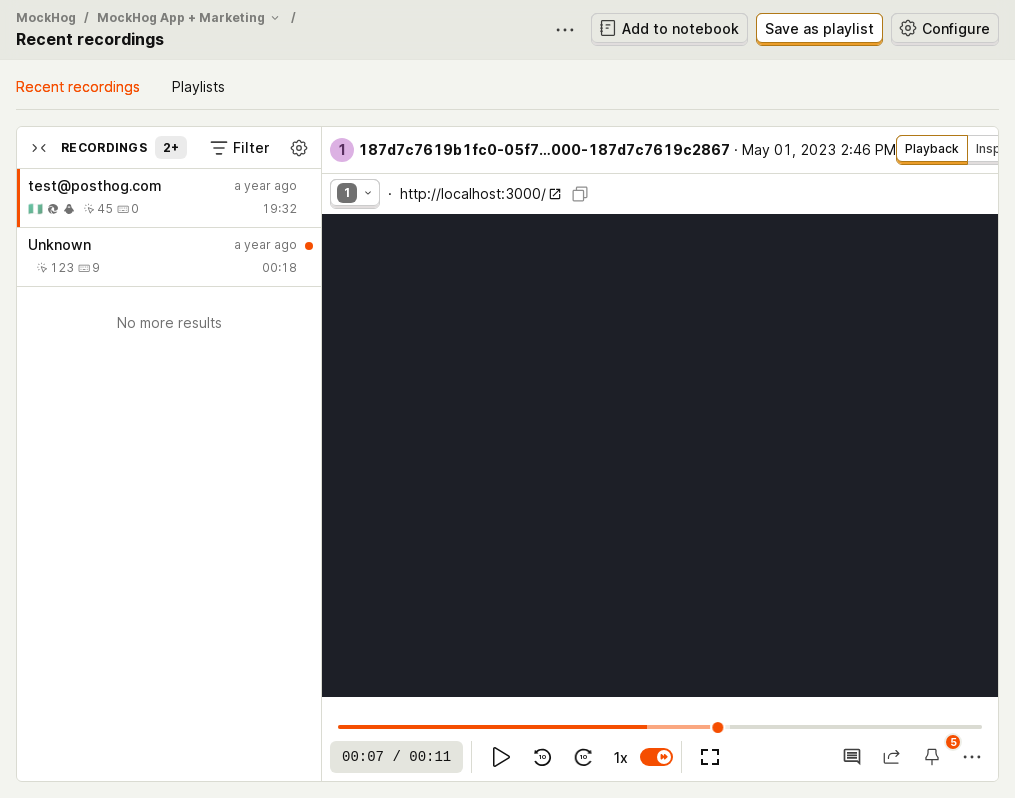 MockHog / MockHog App + Marketing /
Recent recordings
Add to notebook
Save as playlist
Configure
Recent recordings
Playlists
RECORDINGS 2+
Filter
test@posthog.com a year ago
45 0 19:32
Unknown a year ago
123 9 00:18
No more results
1 187d7c7619b1fc0-05f7...000-187d7c7619c2867 · May 01, 2023 2:46 PM
Playback
Insp
1 · http://localhost:3000/
00:07 / 00:11
10
10
1x
5